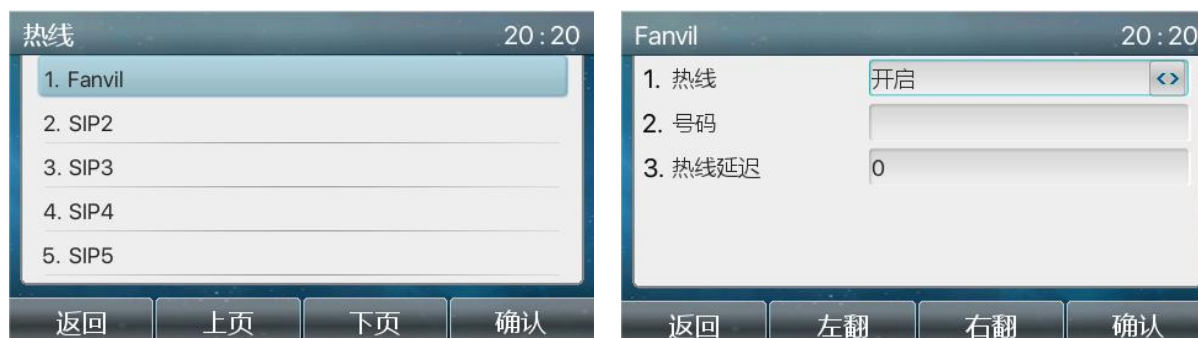 热线 20:20
1. Fanvil
2. SIP2
3. SIP3
4. SIP4
5. SIP5
返回 上页 下页 确认
Fanvil 20:20
1. 热线 开启 <>
2. 号码
3. 热线延迟 0
返回 左翻 右翻 确认